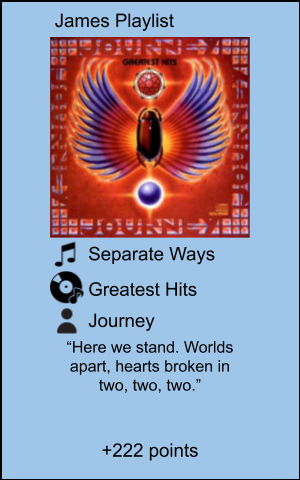 James Playlist
JOURNEY
GREATEST HITS
JOURNEY
Separate Ways
Greatest Hits
Journey
“Here we stand. Worlds
apart, hearts broken in
two, two, two.”
+222 points